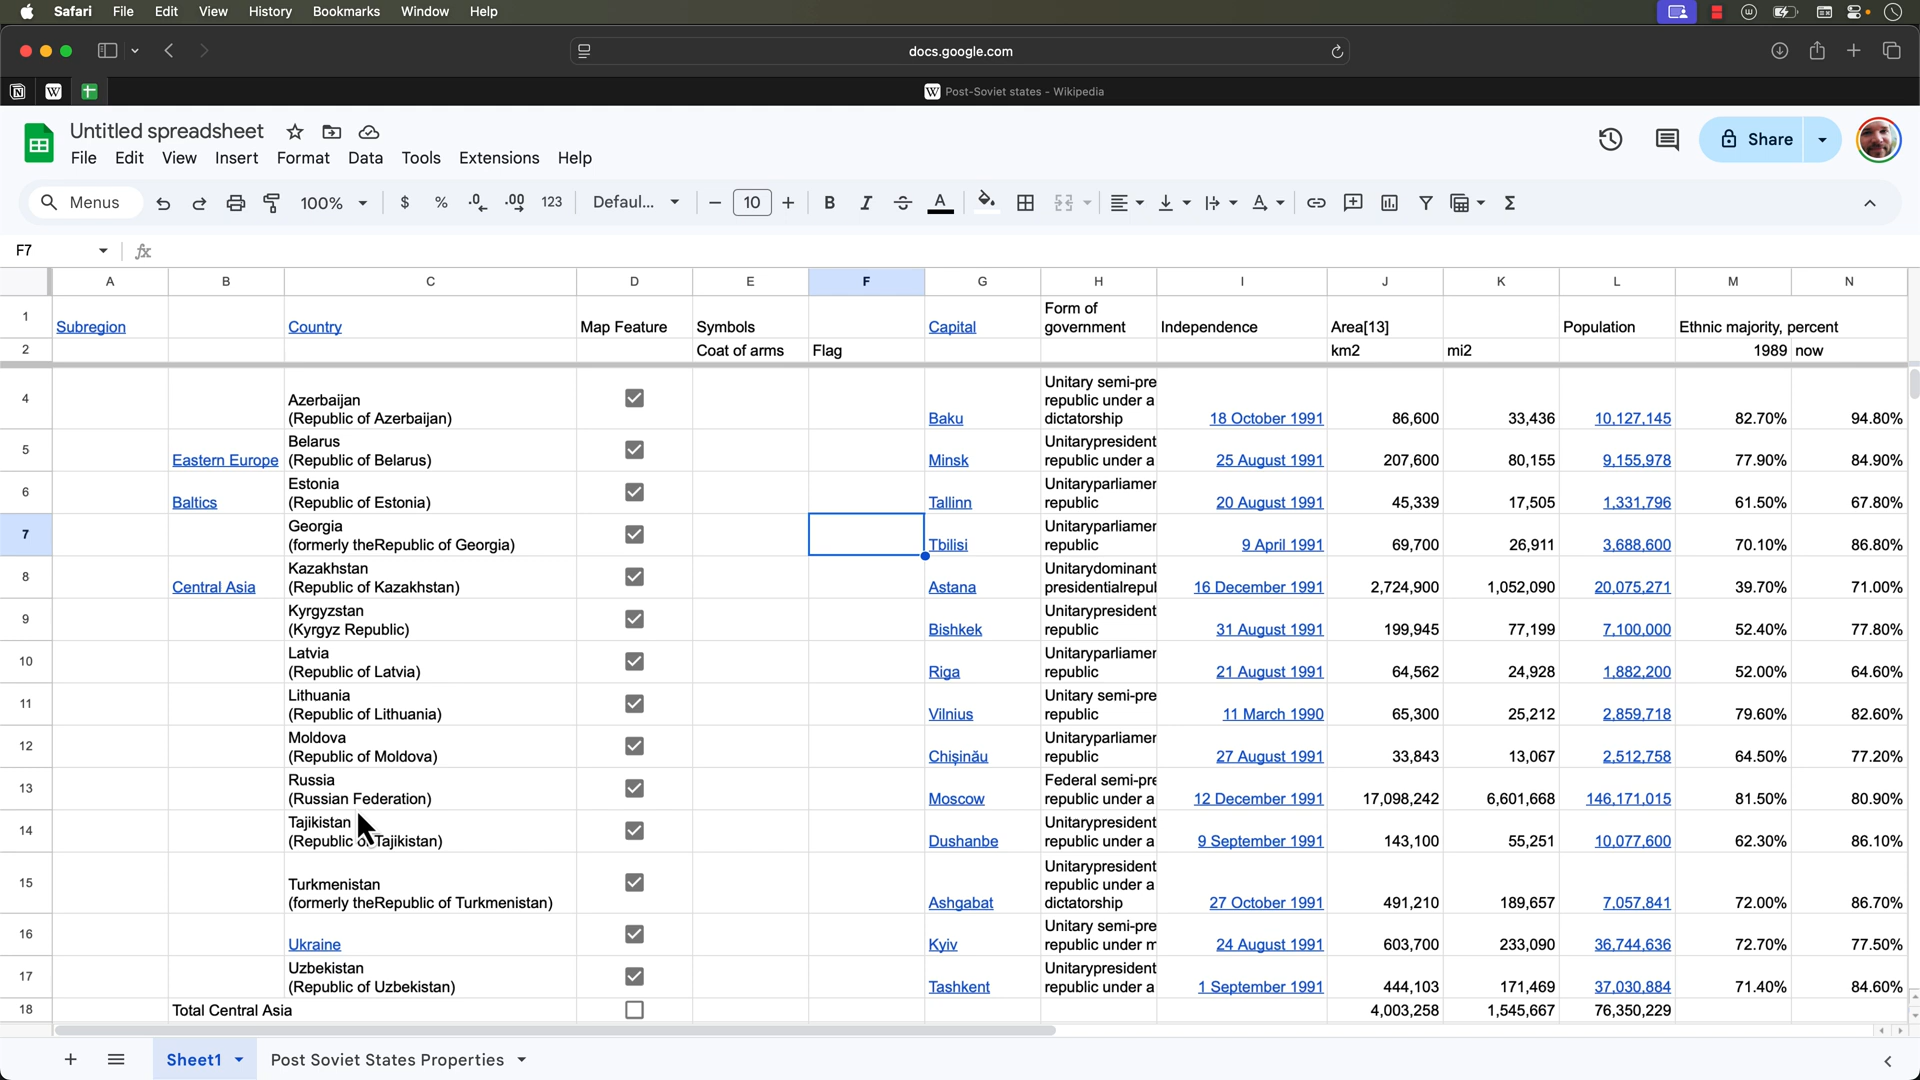 Safari File Edit View History Bookmarks Window Help
docs.google.com
Post-Soviet states - Wikipedia
Untitled spreadsheet
File Edit View Insert Format Data Tools Extensions Help
Share
Menus 100% $ % .0 .00 123 Defaul... 10
F7
A B C D E F G H I J K L M N
1 Subregion Country Map Feature Symbols Capital Form of
government Independence Area[13] Population Ethnic majority, percent
2 Coat of arms Flag km2 mi2 1989 now
4 Azerbaijan
(Republic of Azerbaijan) Baku Unitary semi-pre
republic under a
dictatorship 18 October 1991 86,600 33,436 10,127,145 82.70% 94.80%
5 Eastern Europe Belarus
(Republic of Belarus) Minsk Unitarypresident
republic under a 25 August 1991 207,600 80,155 9,155,978 77.90% 84.90%
6 Baltics Estonia
(Republic of Estonia) Tallinn Unitaryparliamer
republic 20 August 1991 45,339 17,505 1,331,796 61.50% 67.80%
7 Georgia
(formerly theRepublic of Georgia) Tbilisi Unitaryparliamer
republic 9 April 1991 69,700 26,911 3,688,600 70.10% 86.80%
8 Central Asia Kazakhstan
(Republic of Kazakhstan) Astana Unitarydominant
presidentialrepul 16 December 1991 2,724,900 1,052,090 20,075,271 39.70% 71.00%
9 Kyrgyzstan
(Kyrgyz Republic) Bishkek Unitarypresident
republic 31 August 1991 199,945 77,199 7,100,000 52.40% 77.80%
10 Latvia
(Republic of Latvia) Riga Unitaryparliamer
republic 21 August 1991 64,562 24,928 1,882,200 52.00% 64.60%
11 Lithuania
(Republic of Lithuania) Vilnius Unitary semi-pre
republic 11 March 1990 65,300 25,212 2,859,718 79.60% 82.60%
12 Moldova
(Republic of Moldova) Chișinău Unitaryparliamer
republic 27 August 1991 33,843 13,067 2,512,758 64.50% 77.20%
13 Russia
(Russian Federation) Moscow Federal semi-pre
republic under a 12 December 1991 17,098,242 6,601,668 146,171,015 81.50% 80.90%
14 Tajikistan
(Republic of Tajikistan) Dushanbe Unitarypresident
republic under a 9 September 1991 143,100 55,251 10,077,600 62.30% 86.10%
15 Turkmenistan
(formerly theRepublic of Turkmenistan) Ashgabat Unitarypresident
republic under a
dictatorship 27 October 1991 491,210 189,657 7,057,841 72.00% 86.70%
16 Ukraine Kyiv Unitary semi-pre
republic under m 24 August 1991 603,700 233,090 36,744,636 72.70% 77.50%
17 Uzbekistan
(Republic of Uzbekistan) Tashkent Unitarypresident
republic under a 1 September 1991 444,103 171,469 37,030,884 71.40% 84.60%
18 Total Central Asia 4,003,258 1,545,667 76,350,229
Sheet1 Post Soviet States Properties